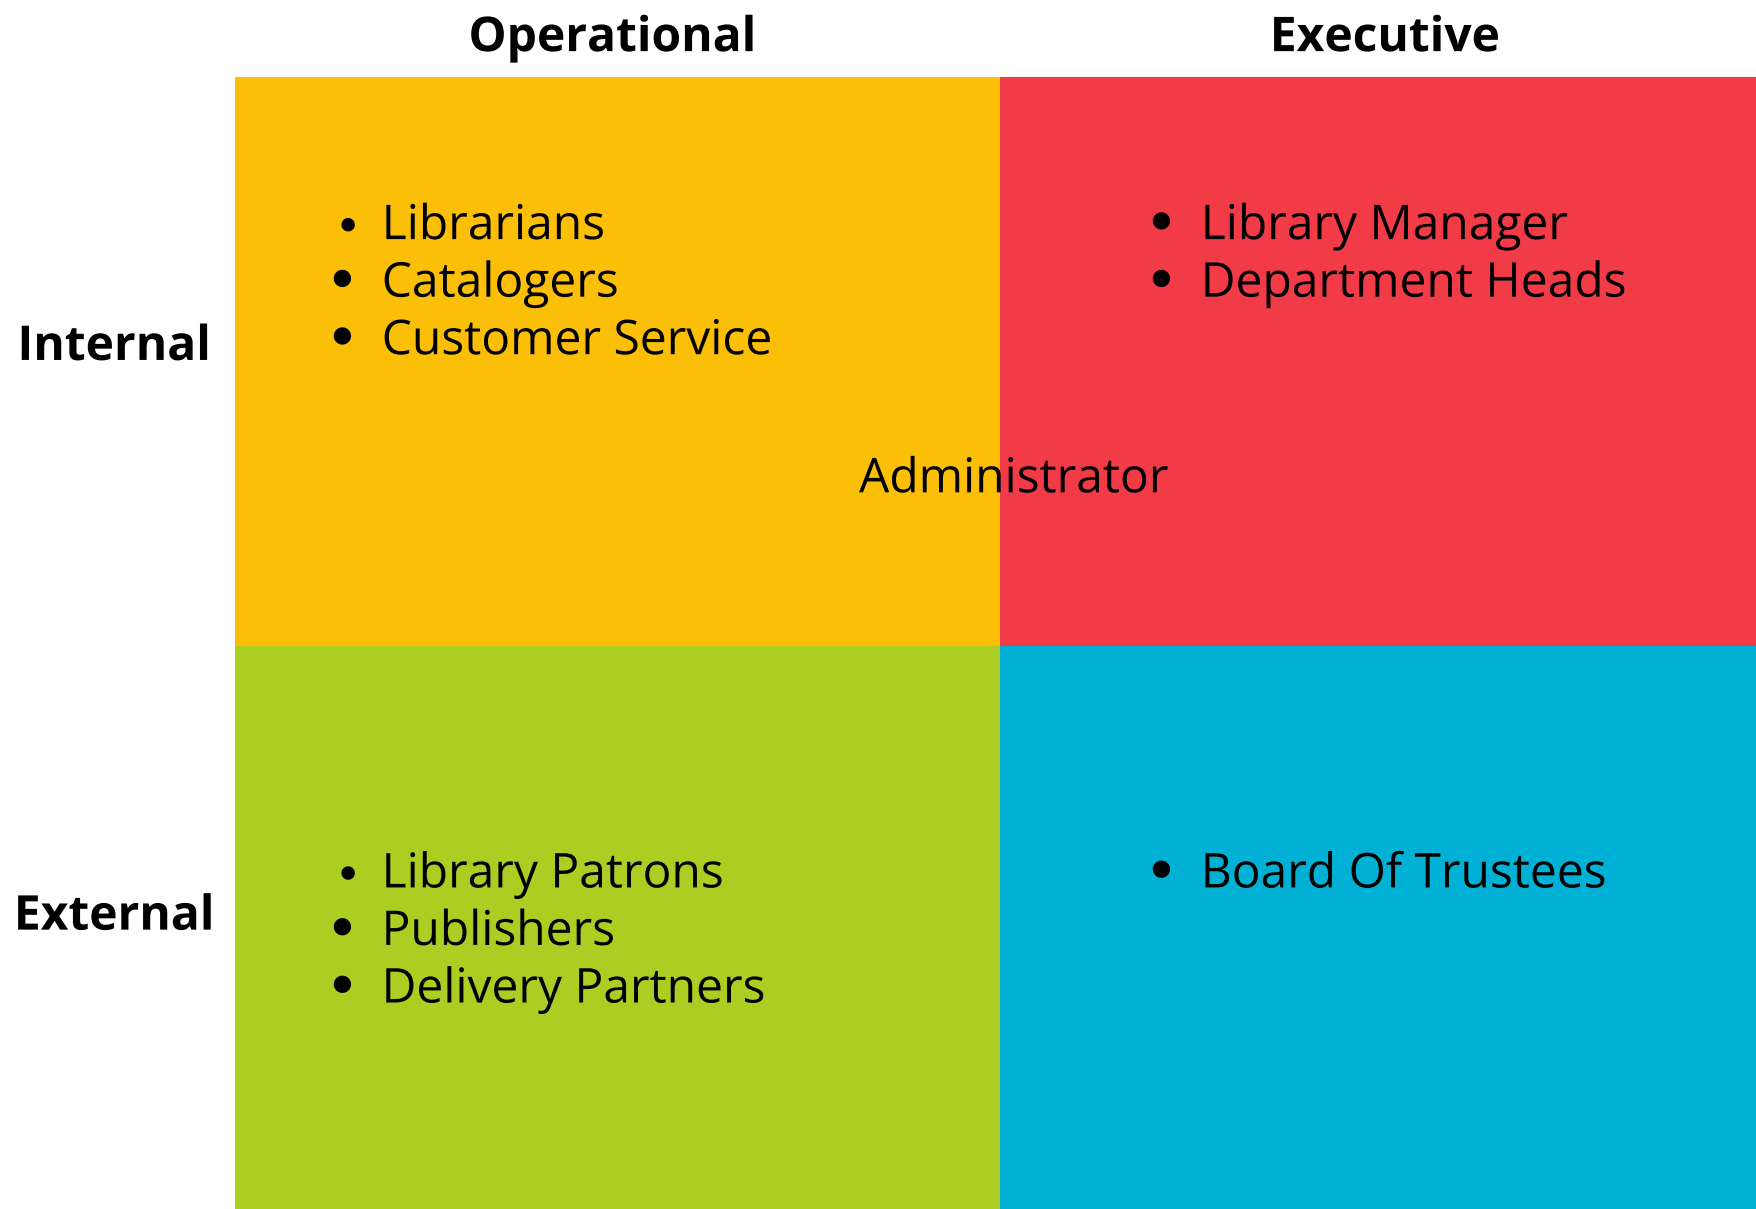 Operational Executive
• Librarians
• Catalogers
• Customer Service
• Library Manager
• Department Heads
Internal
Administrator
• Library Patrons
• Publishers
• Delivery Partners
• Board Of Trustees
External